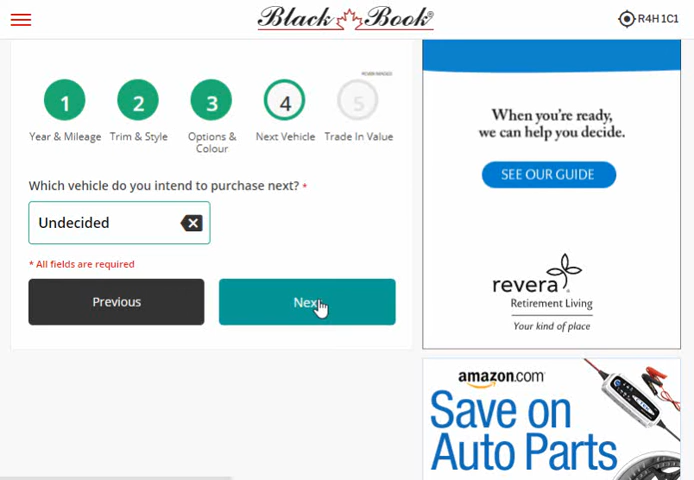 Black Book
R4H 1C1
1
2
3
4
5
Year & Mileage
Trim & Style
Options & Colour
Next Vehicle
Trade In Value
Which vehicle do you intend to purchase next? *
Undecided
* All fields are required
Previous
Next
When you're ready,
we can help you decide.
SEE OUR GUIDE
revera
Retirement Living
Your kind of place
amazon.com
Save on
Auto Parts